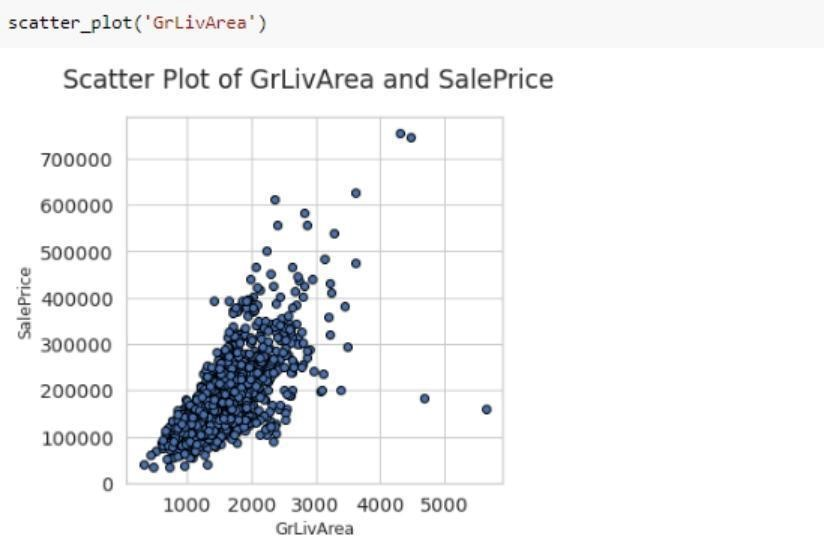 scatter_plot('GrLivArea')
Scatter Plot of GrLivArea and SalePrice
700000
600000
500000
400000
300000
200000
100000
0
SalePrice
1000 2000 3000 4000 5000
GrLivArea